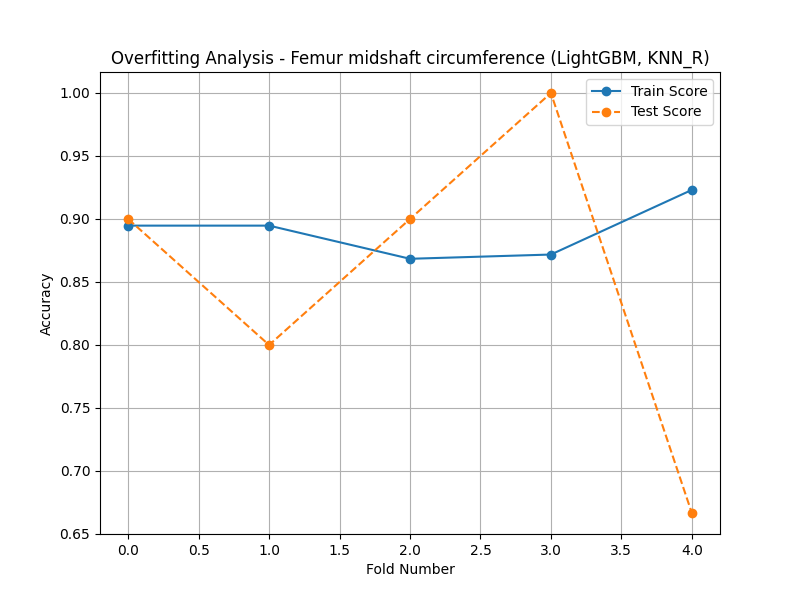 Overfitting Analysis - Femur midshaft circumference (LightGBM, KNN_R)
Train Score
Test Score
1.00
0.95
0.90
0.85
0.80
0.75
0.70
0.65
Accuracy
0.0 0.5 1.0 1.5 2.0 2.5 3.0 3.5 4.0
Fold Number